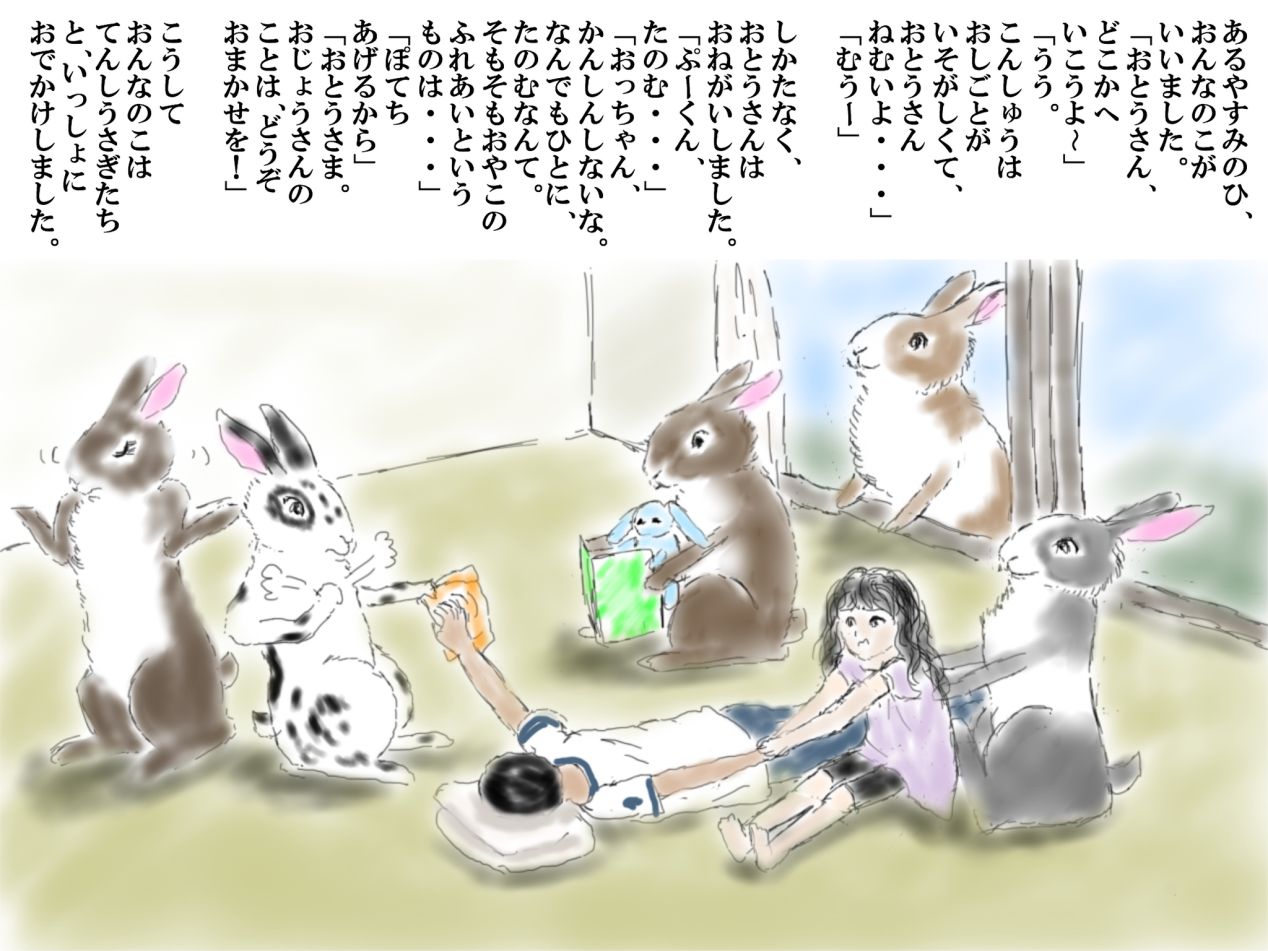 あるやすみのひ、
おんなのこが
いいました。
「おとうさん、
どこかへ
いこうよ～」
「うう。
こんしゅうは
おしごとが
いそがしくて、
おとうさん
ねむいよ・・・」
「むうー」
しかたなく、
おとうさんは
おねがいしました。
「ぷーくん、
たのむ・・・」
「おっちゃん、
かんしんしないな。
なんでもひとに、
たのむなんて。
そもそもおやこの
ふれあいという
ものは・・・」
「ぽてち
あげるから」
「おとうさま。
おじょうさんの
ことは、どうぞ
おまかせを！」
こうして
おんなのこは
てんしうさぎたち
と、いっしょに
おでかけしました。